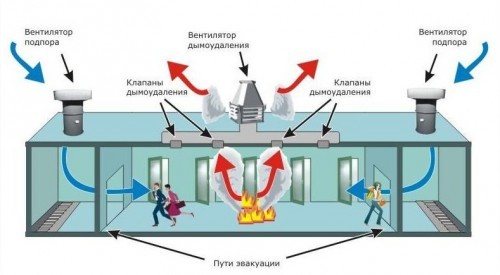 Вентилятор
подпора
Вентилятор
дымоудаления
Вентилятор
подпора
Клапаны
дымоудаления
Клапаны
дымоудаления
Пути эвакуации